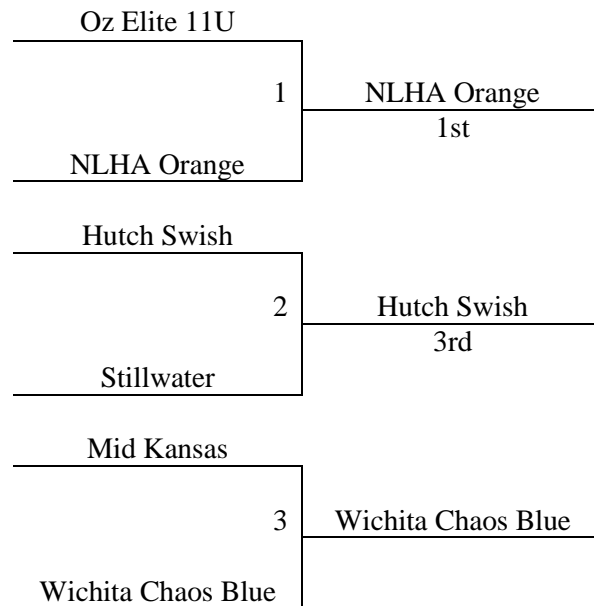 Oz Elite 11U
1
NLHA Orange
1st
NLHA Orange
Hutch Swish
2
Hutch Swish
3rd
Stillwater
Mid Kansas
3
Wichita Chaos Blue
Wichita Chaos Blue